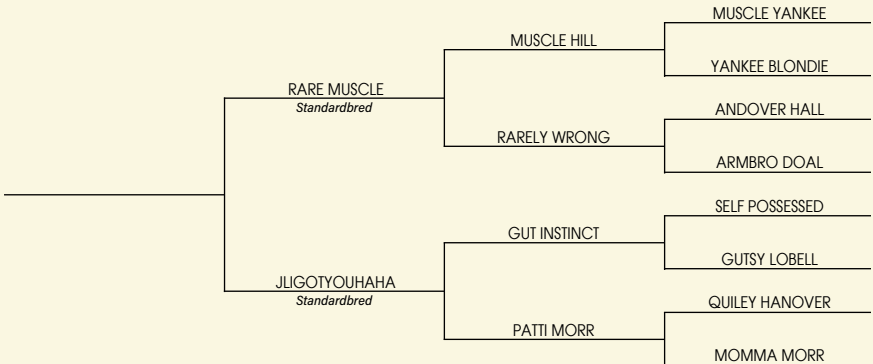 MUSCLE YANKEE
MUSCLE HILL
YANKEE BLONDIE
RARE MUSCLE
Standardbred
ANDOVER HALL
RARELY WRONG
ARMBRO DOAL
SELF POSSESSED
GUT INSTINCT
GUTSY LOBELL
JLIGOTYOUHAHA
Standardbred
QUILEY HANOVER
PATTI MORR
MOMMA MORR